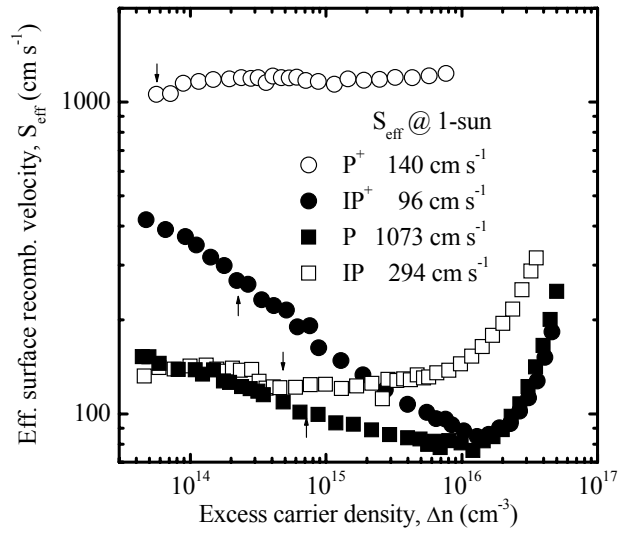 Eff. surface recomb. velocity, S_eff (cm s^-1)
1000
100
S_eff @ 1-sun
P^+ 140 cm s^-1
IP^+ 96 cm s^-1
P 1073 cm s^-1
IP 294 cm s^-1
10^14 10^15 10^16 10^17
Excess carrier density, Δn (cm^-3)